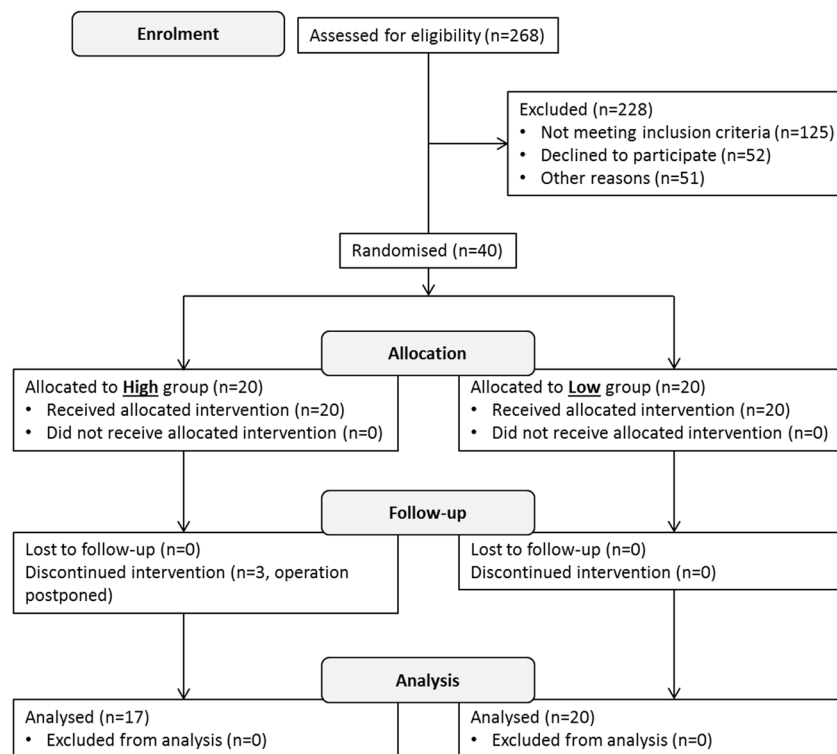 Enrolment
Assessed for eligibility (n=268)
Excluded (n=228)
• Not meeting inclusion criteria (n=125)
• Declined to participate (n=52)
• Other reasons (n=51)
Randomised (n=40)
Allocation
Allocated to High group (n=20)
• Received allocated intervention (n=20)
• Did not receive allocated intervention (n=0)
Allocated to Low group (n=20)
• Received allocated intervention (n=20)
• Did not receive allocated intervention (n=0)
Follow-up
Lost to follow-up (n=0)
Discontinued intervention (n=3, operation
postponed)
Lost to follow-up (n=0)
Discontinued intervention (n=0)
Analysis
Analysed (n=17)
• Excluded from analysis (n=0)
Analysed (n=20)
• Excluded from analysis (n=0)